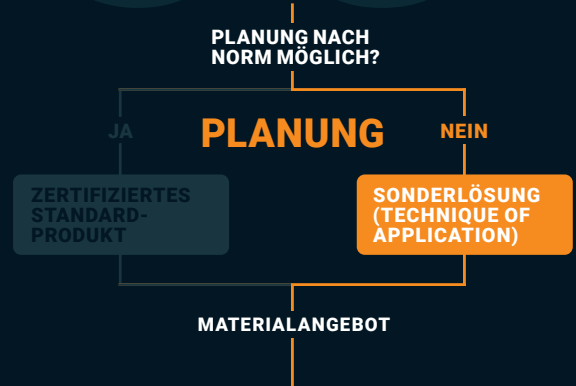 PLANUNG NACH
NORM MÖGLICH?
JA
PLANUNG
NEIN
ZERTIFIZIERTES
STANDARD-
PRODUKT
SONDERLÖSUNG
(TECHNIQUE OF
APPLICATION)
MATERIALANGEBOT